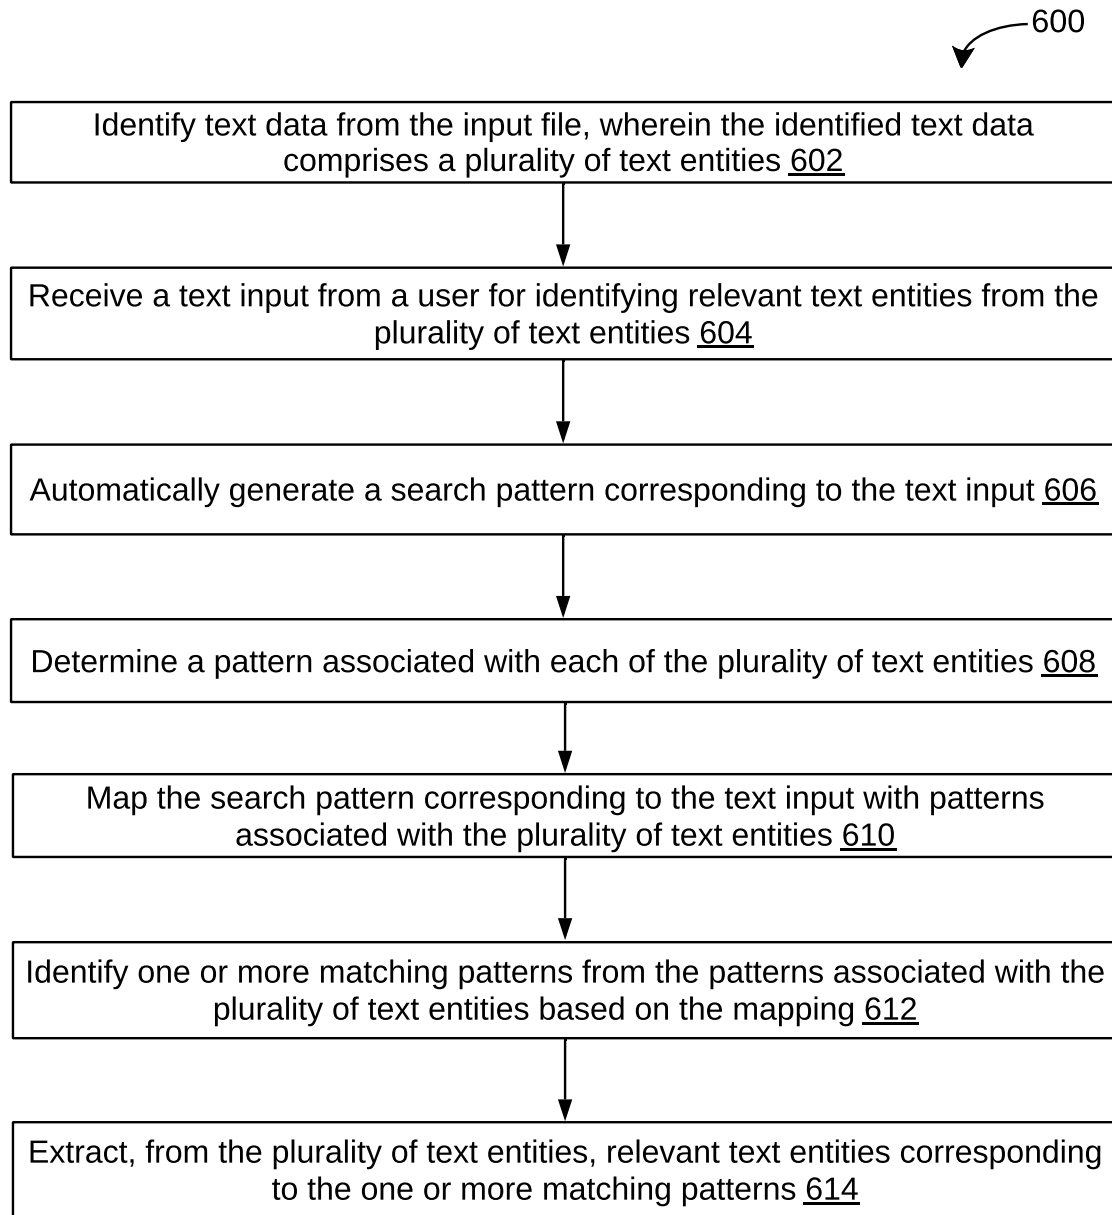 600
Identify text data from the input file, wherein the identified text data
comprises a plurality of text entities 602
Receive a text input from a user for identifying relevant text entities from the
plurality of text entities 604
Automatically generate a search pattern corresponding to the text input 606
Determine a pattern associated with each of the plurality of text entities 608
Map the search pattern corresponding to the text input with patterns
associated with the plurality of text entities 610
Identify one or more matching patterns from the patterns associated with the
plurality of text entities based on the mapping 612
Extract, from the plurality of text entities, relevant text entities corresponding
to the one or more matching patterns 614